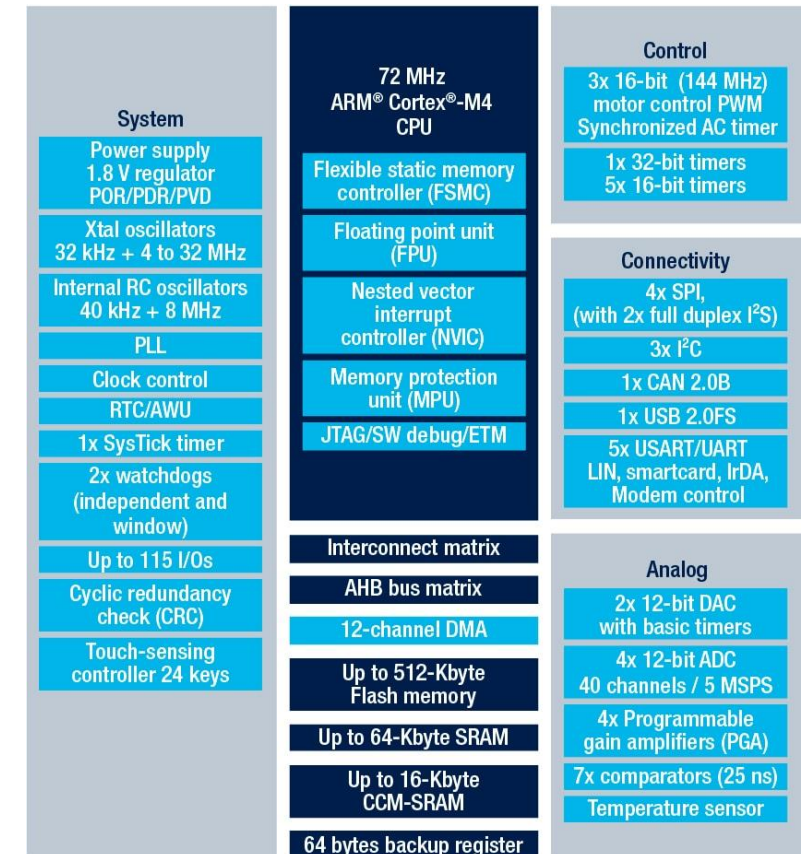 System
Power supply
1.8 V regulator
POR/PDR/PVD
Xtal oscillators
32 kHz + 4 to 32 MHz
Internal RC oscillators
40 kHz + 8 MHz
PLL
Clock control
RTC/AWU
1x SysTick timer
2x watchdogs
(independent and
window)
Up to 115 I/Os
Cyclic redundancy
check (CRC)
Touch-sensing
controller 24 keys
72 MHz
ARM® Cortex®-M4
CPU
Flexible static memory
controller (FSMC)
Floating point unit
(FPU)
Nested vector
interrupt
controller (NVIC)
Memory protection
unit (MPU)
JTAG/SW debug/ETM
Interconnect matrix
AHB bus matrix
12-channel DMA
Up to 512-Kbyte
Flash memory
Up to 64-Kbyte SRAM
Up to 16-Kbyte
CCM-SRAM
64 bytes backup register
Control
3x 16-bit (144 MHz)
motor control PWM
Synchronized AC timer
1x 32-bit timers
5x 16-bit timers
Connectivity
4x SPI,
(with 2x full duplex I²S)
3x I²C
1x CAN 2.0B
1x USB 2.0FS
5x USART/UART
LIN, smartcard, IrDA,
Modem control
Analog
2x 12-bit DAC
with basic timers
4x 12-bit ADC
40 channels / 5 MSPS
4x Programmable
gain amplifiers (PGA)
7x comparators (25 ns)
Temperature sensor